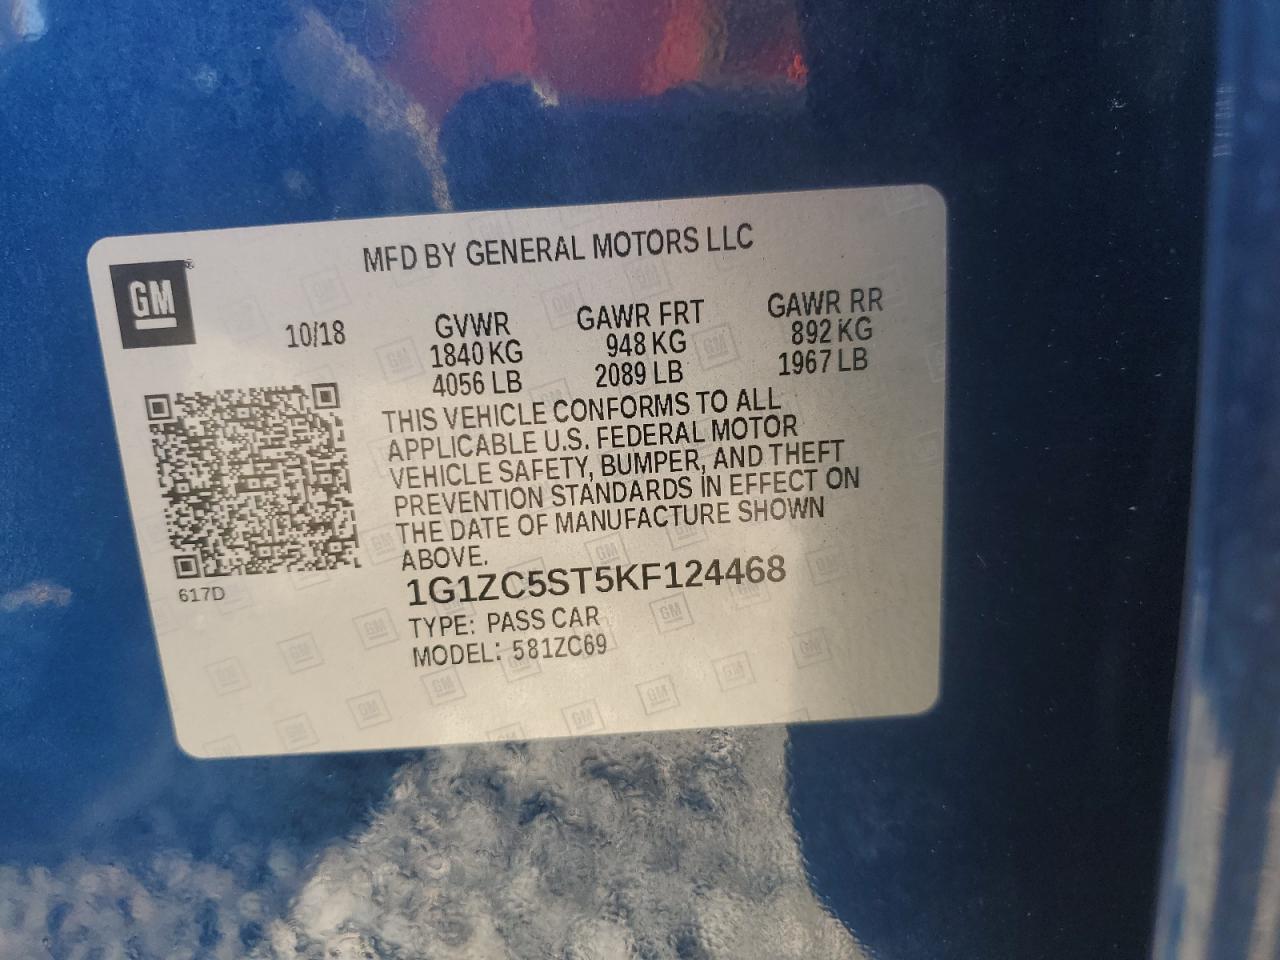 MFD BY GENERAL MOTORS LLC
GM®
10/18
GVWR GAWR FRT GAWR RR
1840 KG 948 KG 892 KG
4056 LB 2089 LB 1967 LB
THIS VEHICLE CONFORMS TO ALL
APPLICABLE U.S. FEDERAL MOTOR
VEHICLE SAFETY, BUMPER, AND THEFT
PREVENTION STANDARDS IN EFFECT ON
THE DATE OF MANUFACTURE SHOWN
ABOVE.
617D
1G1ZC5ST5KF124468
TYPE: PASS CAR
MODEL: 581ZC69